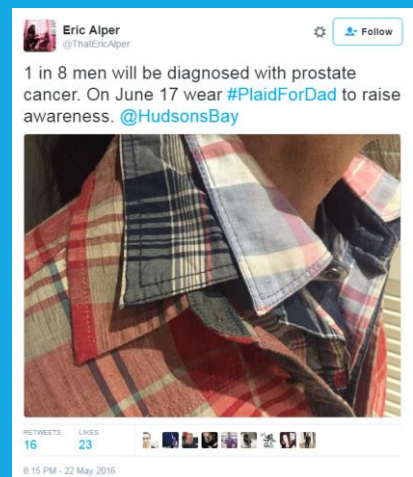 Eric Alper
@ThatEricAlper
Follow
1 in 8 men will be diagnosed with prostate
cancer. On June 17 wear #PlaidForDad to raise
awareness. @HudsonsBay
RETWEETS LIKES
16 23
8:15 PM - 22 May 2016